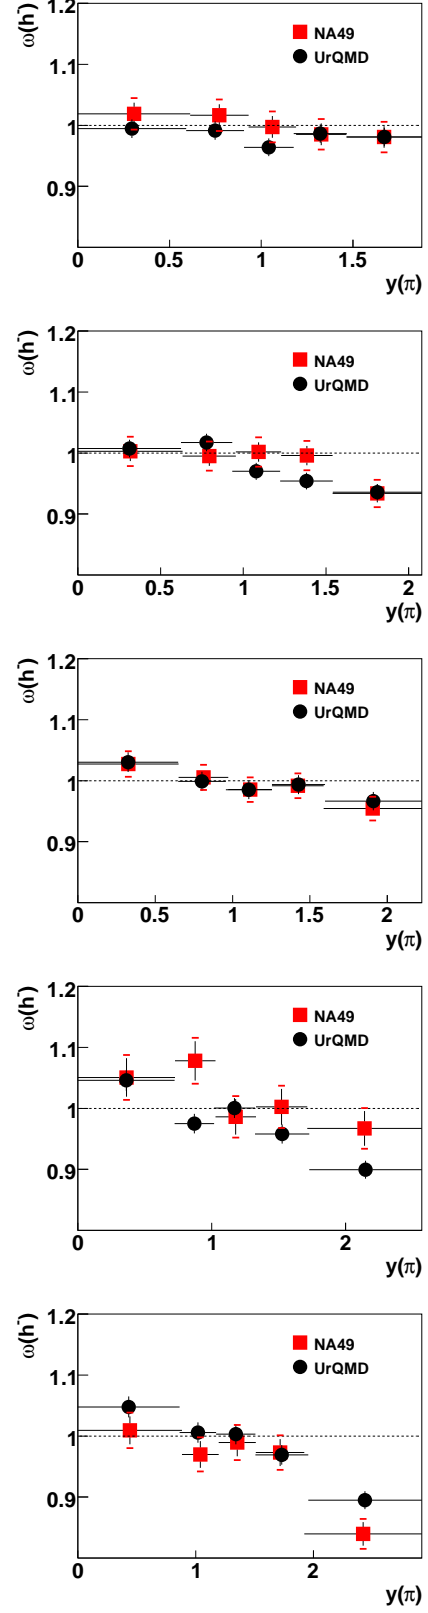 ω(h⁻)
1.2
NA49
UrQMD
1.1
1
0.9
0 0.5 1 1.5
y(π)
ω(h⁻)
1.2
NA49
UrQMD
1.1
1
0.9
0 0.5 1 1.5 2
y(π)
ω(h⁻)
1.2
NA49
UrQMD
1.1
1
0.9
0 0.5 1 1.5 2
y(π)
ω(h⁻)
1.2
NA49
UrQMD
1.1
1
0.9
0 1 2
y(π)
ω(h⁻)
1.2
NA49
UrQMD
1.1
1
0.9
0 1 2
y(π)